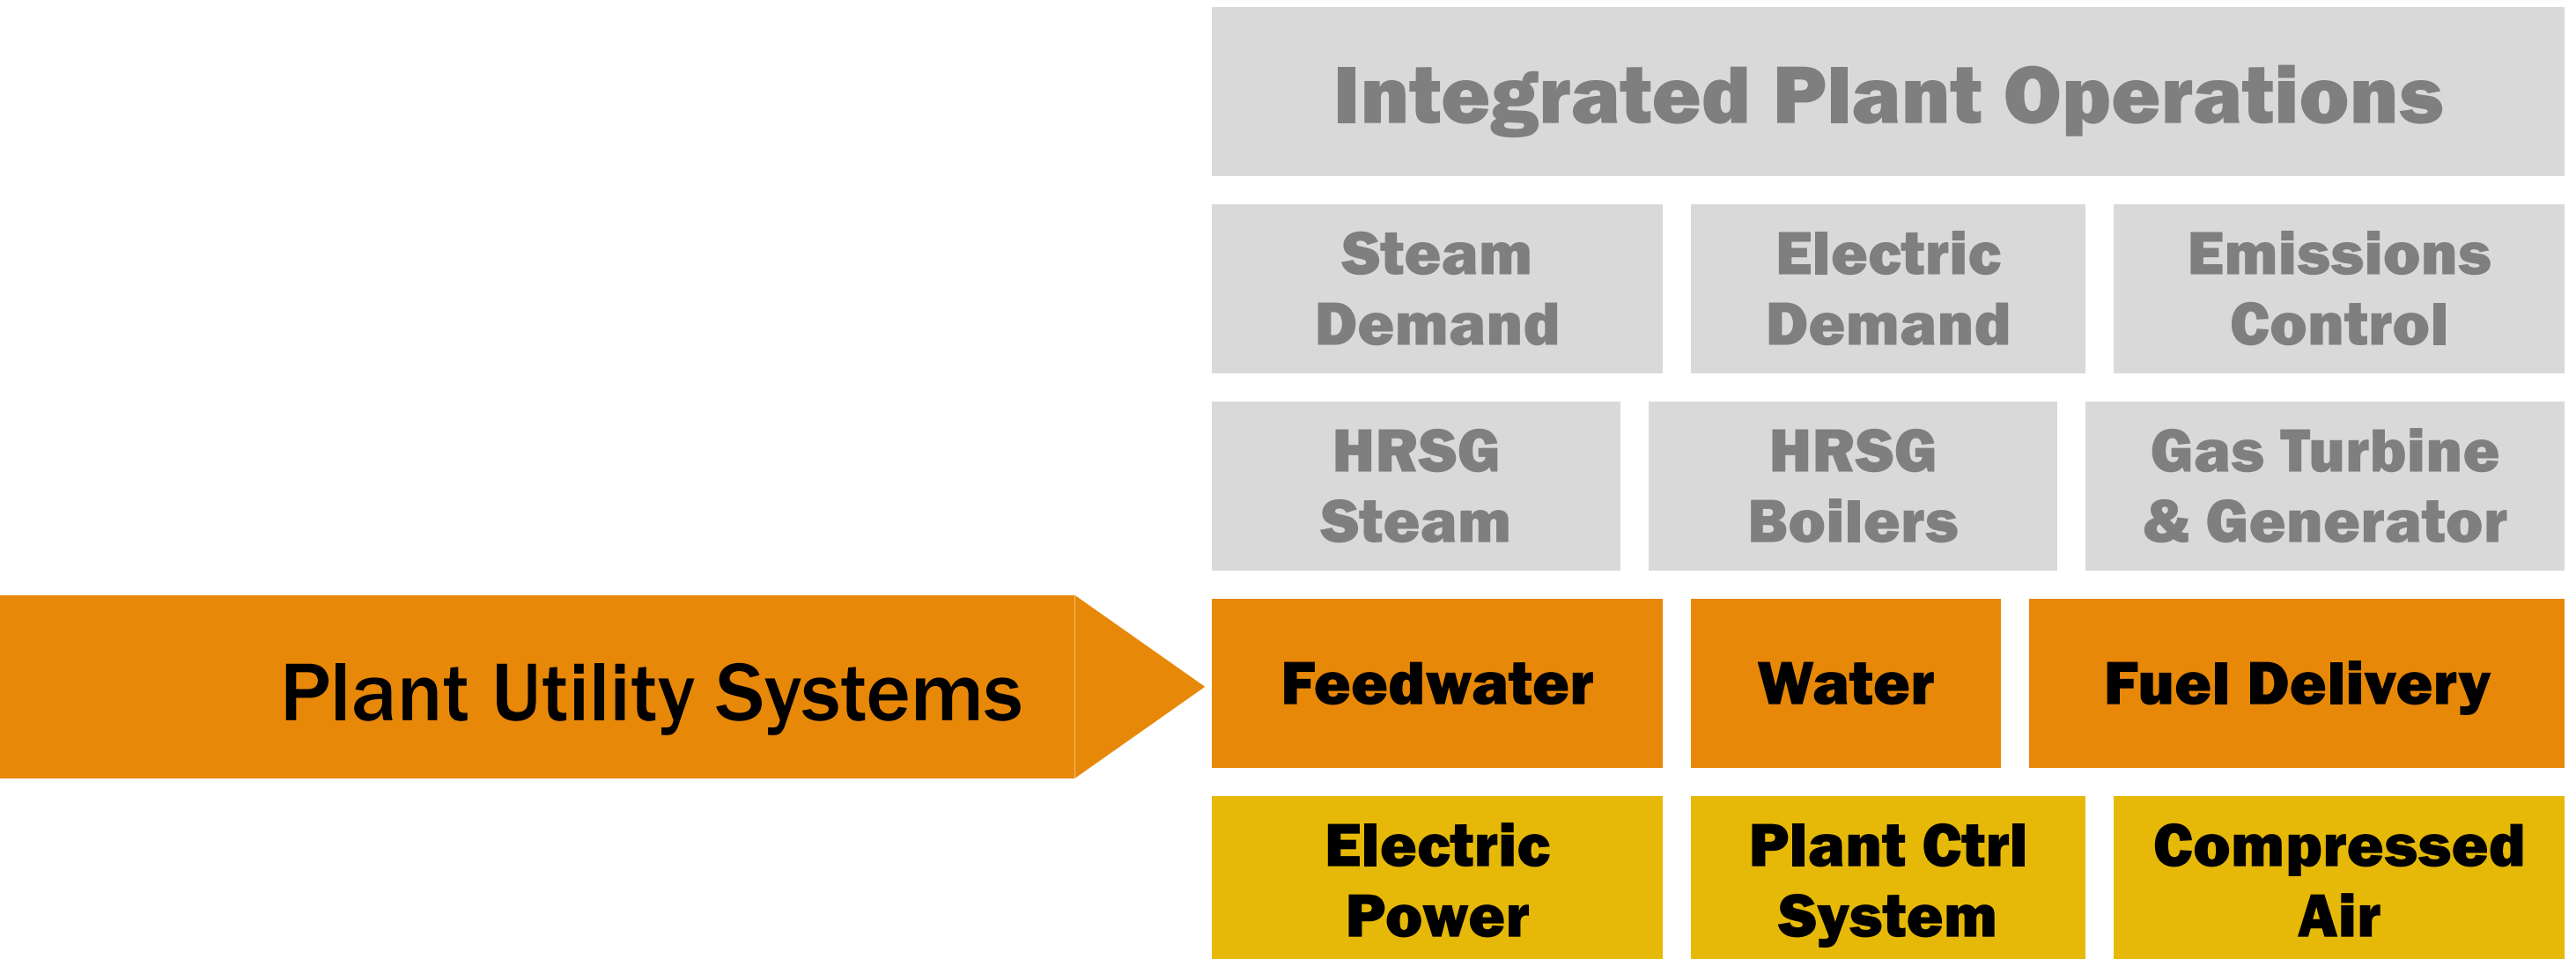 Integrated Plant Operations
Steam
Demand
Electric
Demand
Emissions
Control
HRSG
Steam
HRSG
Boilers
Gas Turbine
& Generator
Plant Utility Systems
Feedwater
Water
Fuel Delivery
Electric
Power
Plant Ctrl
System
Compressed
Air